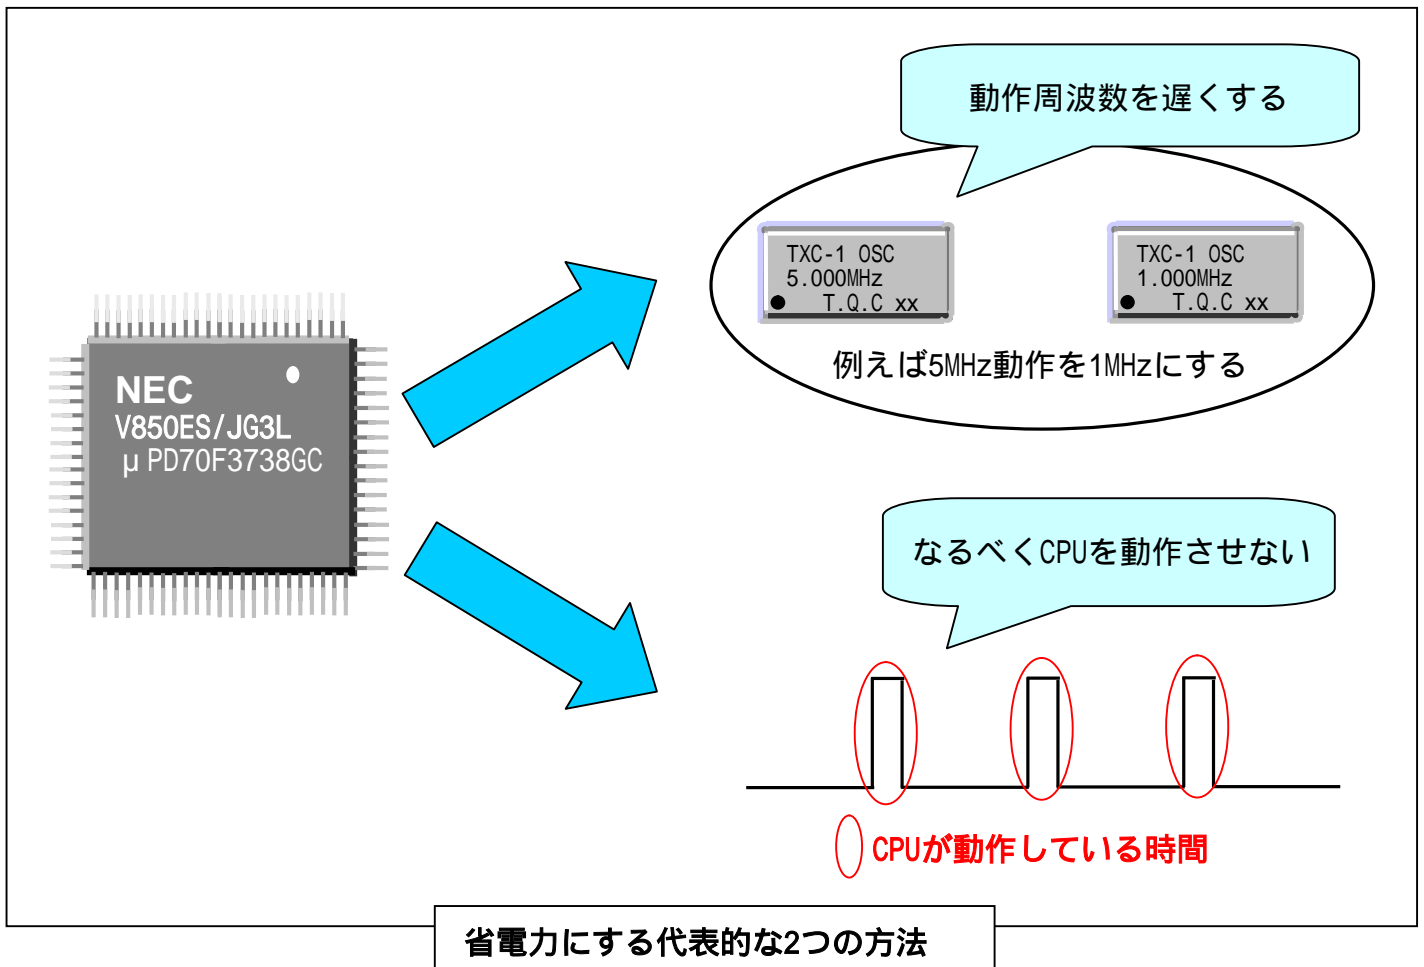 動作周波数を遅くする
TXC-1 OSC
5.000MHz
T.Q.C xx
TXC-1 OSC
1.000MHz
T.Q.C xx
例えば5MHz動作を1MHzにする
NEC
V850ES/JG3L
μPD70F3738GC
なるべくCPUを動作させない
CPUが動作している時間
省電力にする代表的な2つの方法